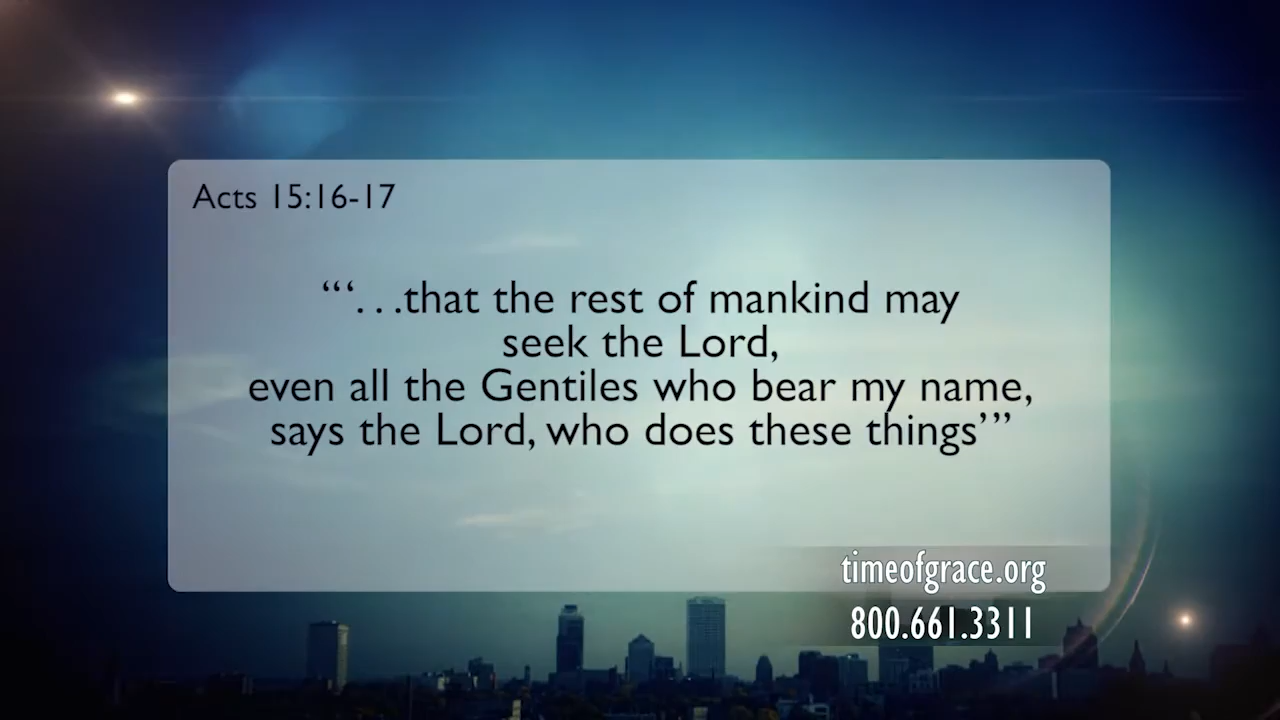 Acts 15:16-17
“‘. . .that the rest of mankind may
seek the Lord,
even all the Gentiles who bear my name,
says the Lord, who does these things’”
timeofgrace.org
800.661.3311